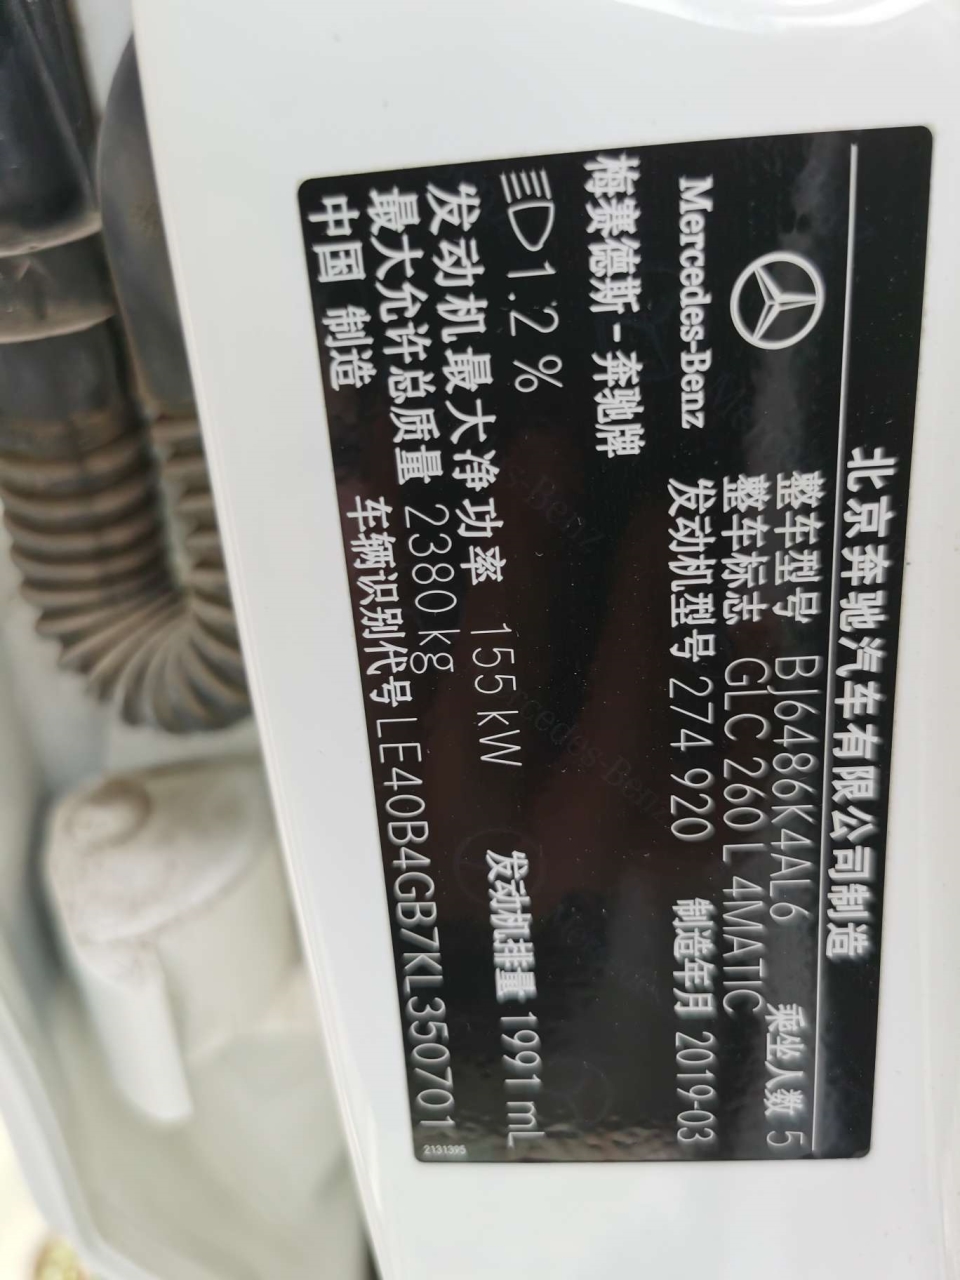 北京奔驰汽车有限公司制造
Mercedes-Benz
整车型号 BJ6486K4AL6 乘坐人数 5
整车标志 GLC 260 L 4MATIC
发动机型号 274 920 制造年月 2019-03
梅赛德斯-奔驰牌
1.2 %
发动机最大净功率 155 kW 发动机排量 1991 mL
最大允许总质量 2380 kg
中国 制造 车辆识别代号 LE40B4GB7KL350701
2131395